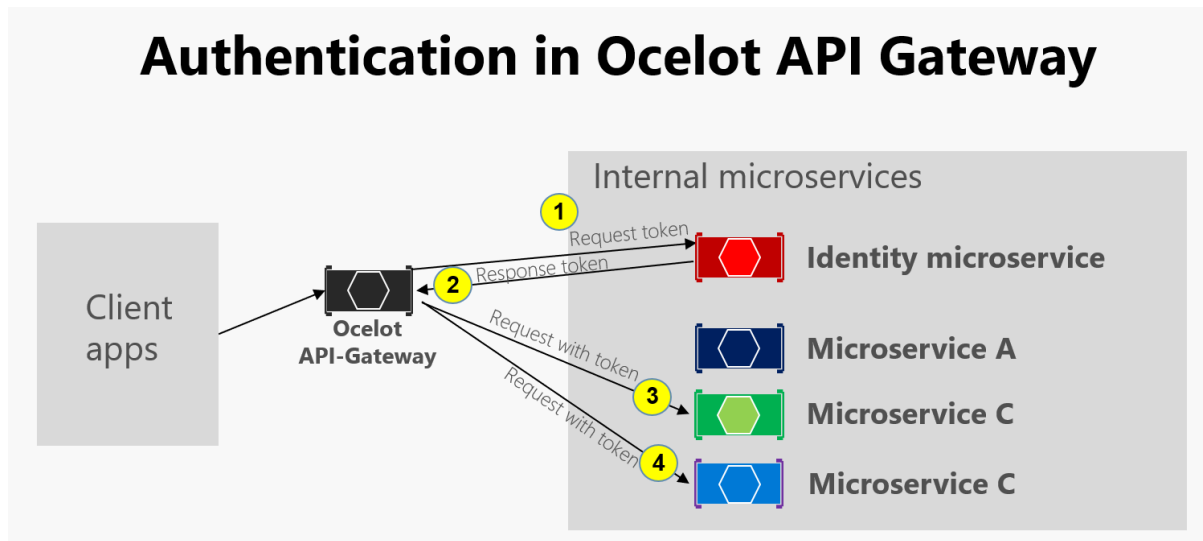 Authentication in Ocelot API Gateway
Internal microservices
1
Request token
Identity microservice
2
Response token
Client
apps
Ocelot
API-Gateway
Request with token
3
Request with token
4
Microservice A
Microservice C
Microservice C